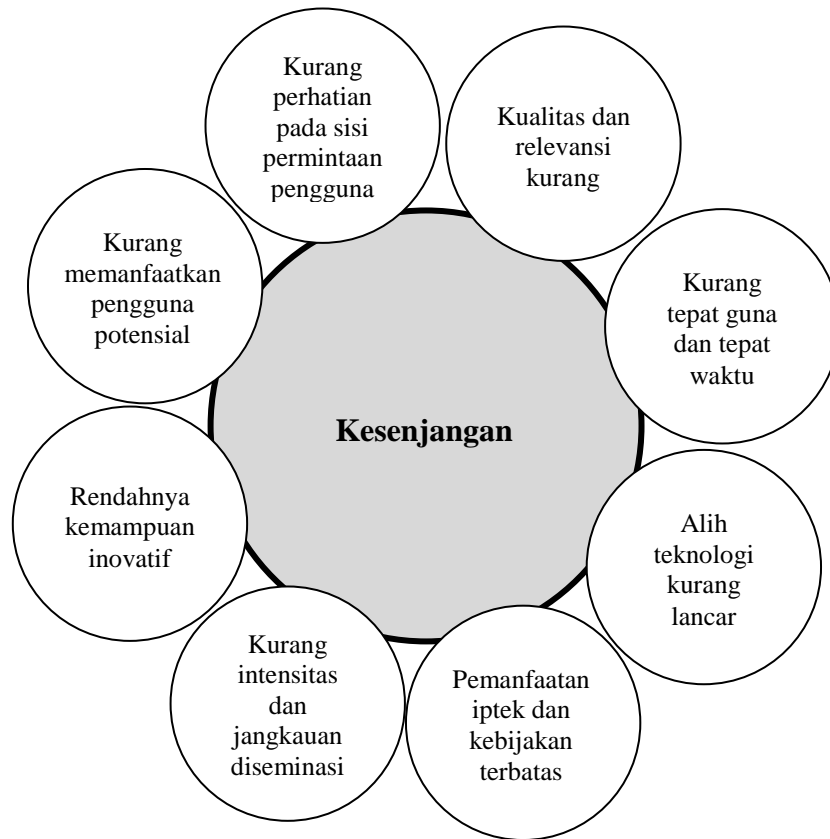 Kurang
perhatian
pada sisi
permintaan
pengguna
Kualitas dan
relevansi
kurang
Kurang
tepat guna
dan tepat
waktu
Alih
teknologi
kurang
lancar
Pemanfaatan
iptek dan
kebijakan
terbatas
Kurang
intensitas
dan
jangkauan
diseminasi
Rendahnya
kemampuan
inovatif
Kurang
memanfaatkan
pengguna
potensial
Kesenjangan